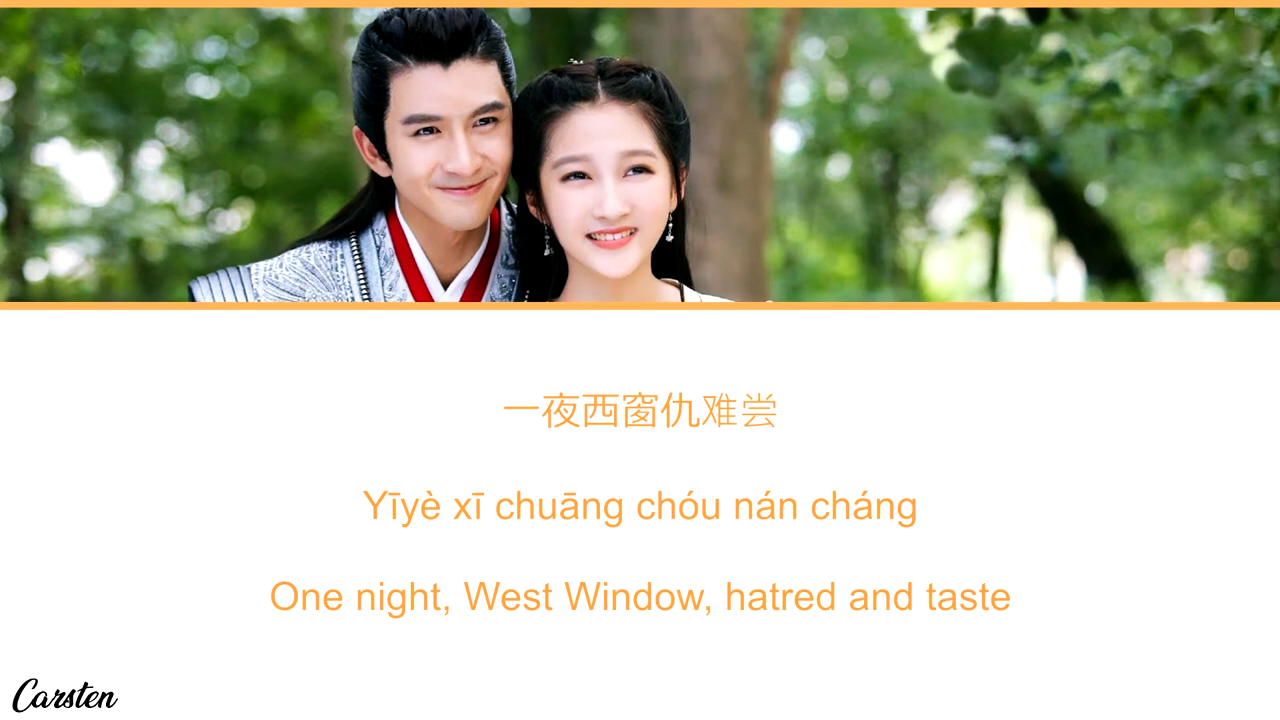 一夜西窗仇难尝
Yīyè xī chuāng chóu nán cháng
One night, West Window, hatred and taste
Carsten